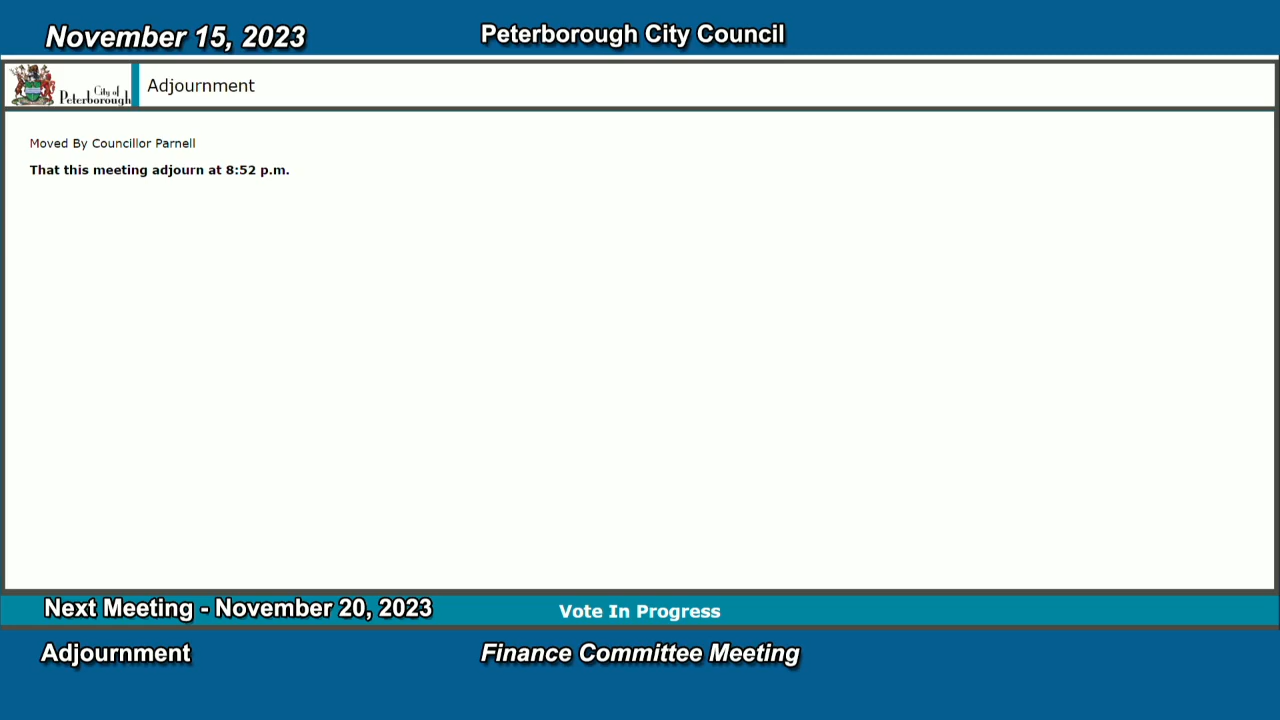 November 15, 2023
Peterborough City Council
City of
Peterborough
Adjournment
Moved By Councillor Parnell
That this meeting adjourn at 8:52 p.m.
Next Meeting - November 20, 2023
Vote In Progress
Adjournment
Finance Committee Meeting